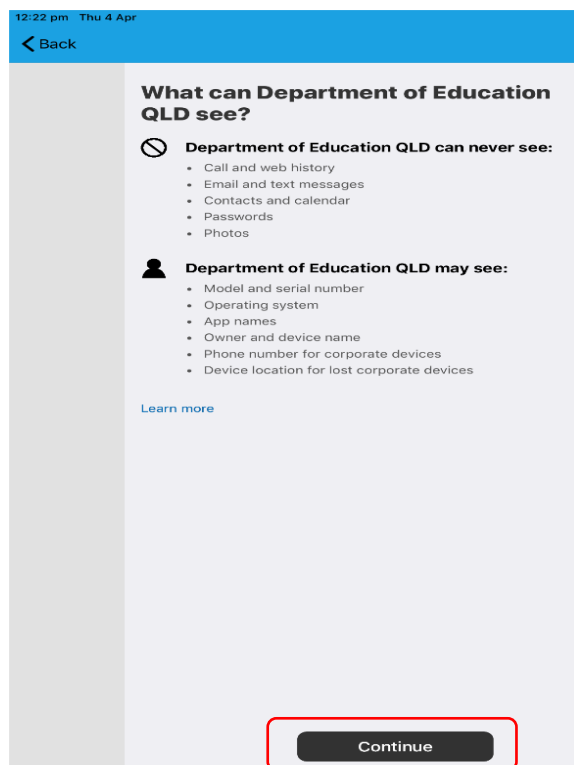 12:22 pm Thu 4 Apr
Back
What can Department of Education
QLD see?
Department of Education QLD can never see:
• Call and web history
• Email and text messages
• Contacts and calendar
• Passwords
• Photos
Department of Education QLD may see:
• Model and serial number
• Operating system
• App names
• Owner and device name
• Phone number for corporate devices
• Device location for lost corporate devices
Learn more
Continue